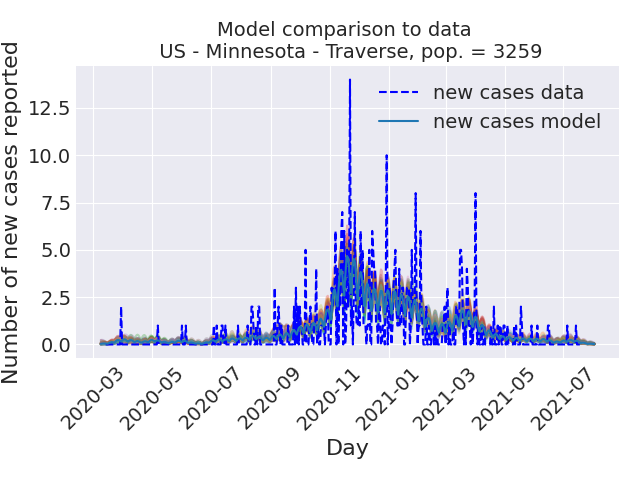 Model comparison to data
US - Minnesota - Traverse, pop. = 3259
Number of new cases reported
12.5
10.0
7.5
5.0
2.5
0.0
new cases data
new cases model
2020-03
2020-05
2020-07
2020-09
2020-11
2021-01
2021-03
2021-05
2021-07
Day